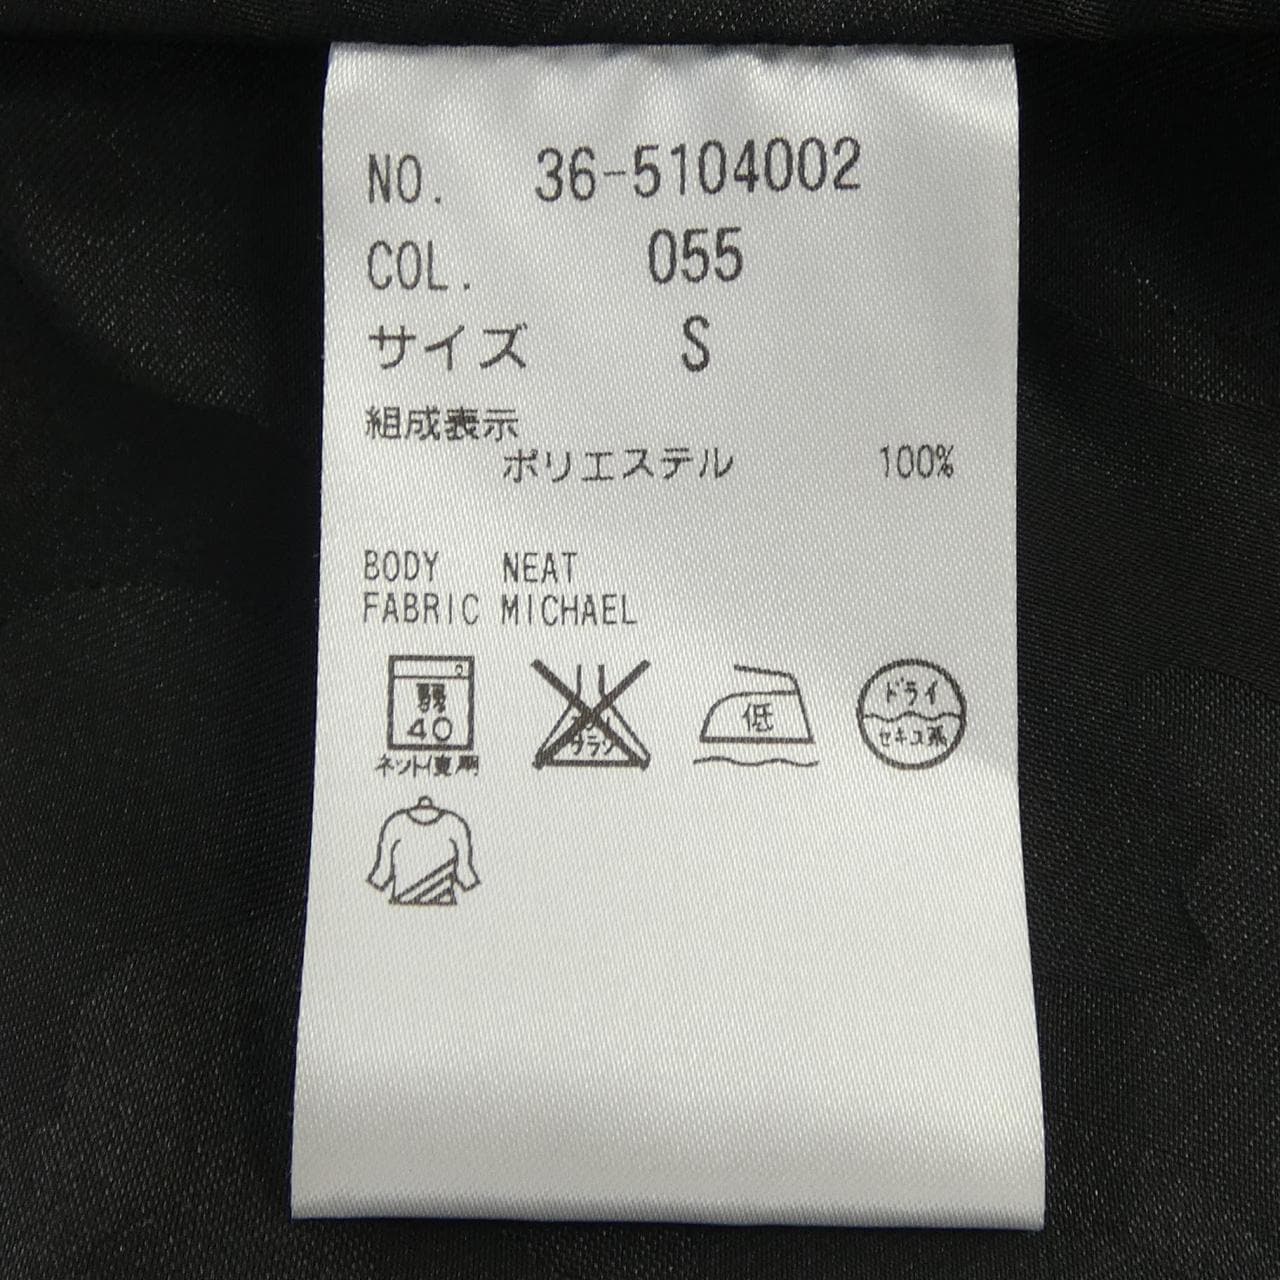 NO. 36-5104002
COL. 055
サイズ S
組成表示
ポリエステル 100%
BODY NEAT
FABRIC MICHAEL
弱
40
ネット使用
低
ドライ
セキユ系